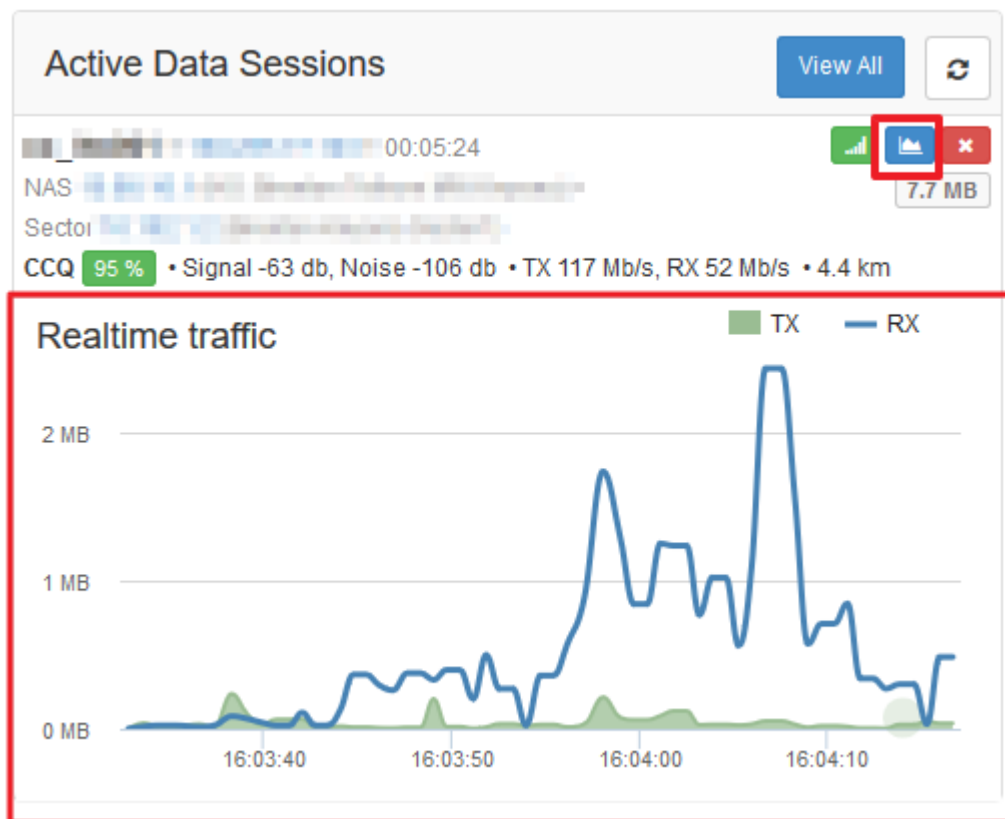 Active Data Sessions
View All
00:05:24
NAS
7.7 MB
Sector
CCQ 95 % • Signal -63 db, Noise -106 db • TX 117 Mb/s, RX 52 Mb/s • 4.4 km
Realtime traffic
TX RX
2 MB
1 MB
0 MB
16:03:40 16:03:50 16:04:00 16:04:10